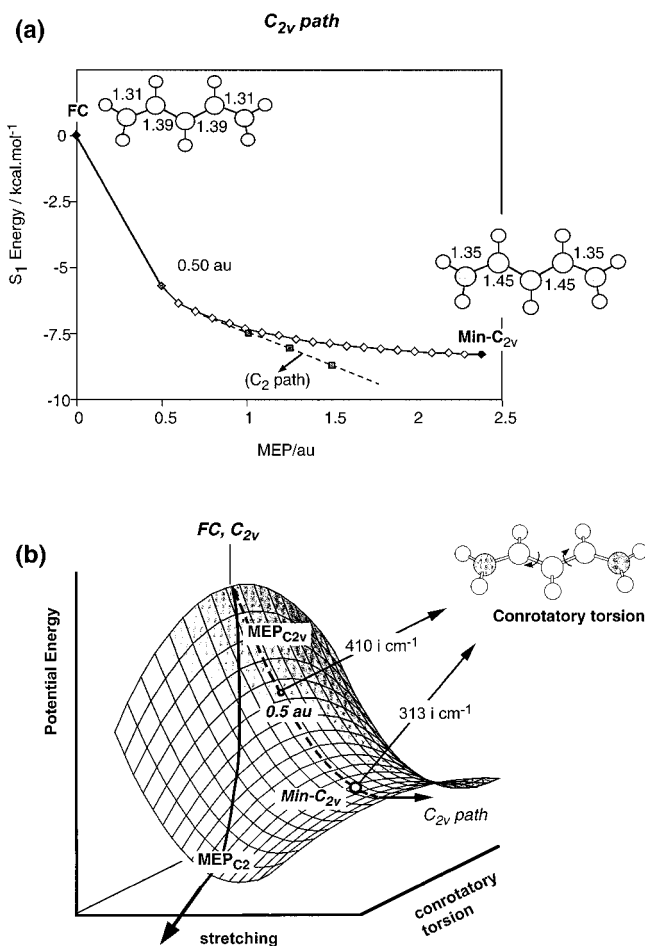 C2v path
(a)
FC
1.31
1.39
1.39
1.31
0
-2.5
-5
-7.5
-10
S1 Energy / kcal.mol-1
0.50 au
1.35
1.45
1.45
1.35
Min-C2v
(C2 path)
0
0.5
1
1.5
2
2.5
MEP/au
(b)
FC, C2v
Conrotatory torsion
MEPC2v
410 i cm-1
0.5 au
313 i cm-1
Min-C2v
C2v path
MEPC2
Potential Energy
stretching
conrotatory
torsion